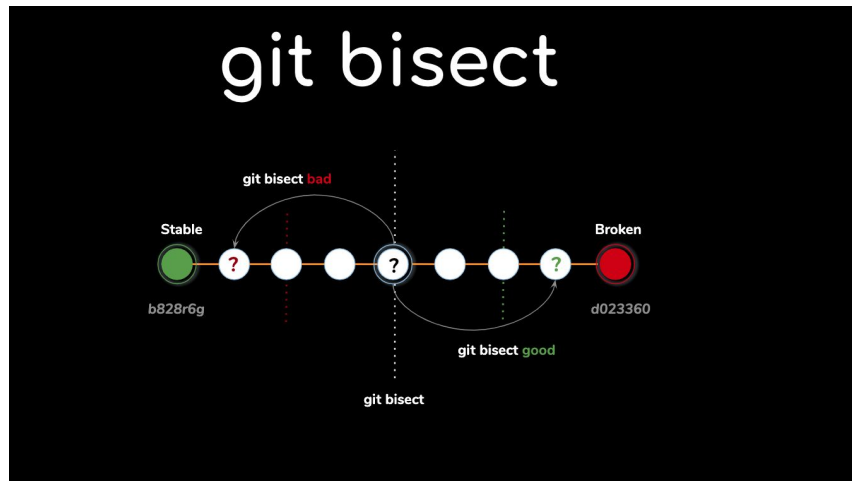 git bisect
git bisect bad
Stable
Broken
?
?
?
b828r6g
d023360
git bisect good
git bisect